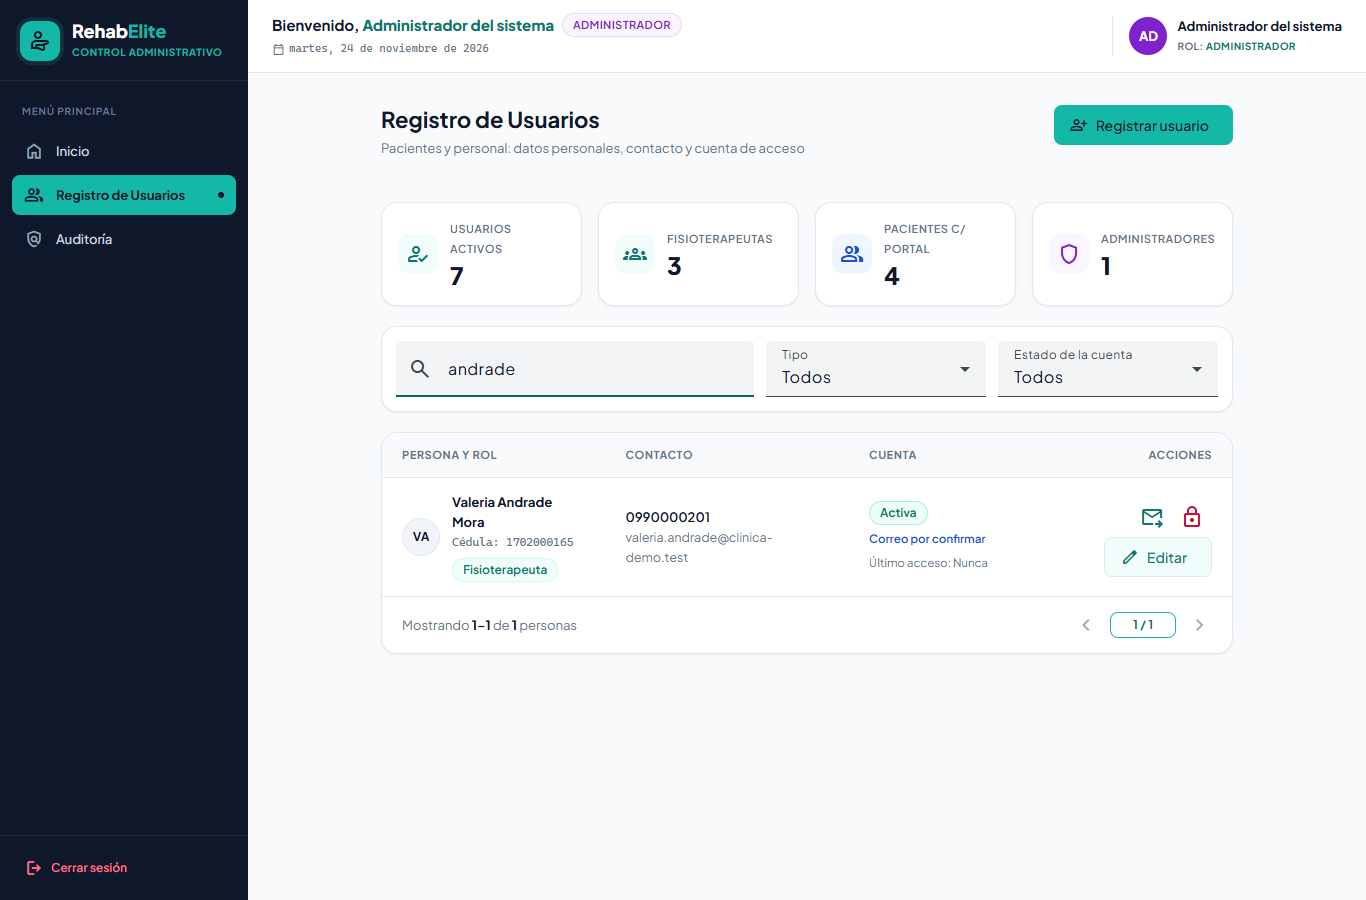 RehabElite
CONTROL ADMINISTRATIVO
MENÚ PRINCIPAL
Inicio
Registro de Usuarios
Auditoría
Cerrar sesión
Bienvenido, Administrador del sistema
ADMINISTRADOR
martes, 24 de noviembre de 2026
AD
Administrador del sistema
ROL: ADMINISTRADOR
Registro de Usuarios
Pacientes y personal: datos personales, contacto y cuenta de acceso
Registrar usuario
USUARIOS
ACTIVOS
7
FISIOTERAPEUTAS
3
PACIENTES C/
PORTAL
4
ADMINISTRADORES
1
andrade
Tipo
Todos
Estado de la cuenta
Todos
PERSONA Y ROL
CONTACTO
CUENTA
ACCIONES
VA
Valeria Andrade
Mora
Cédula: 1702000165
Fisioterapeuta
0990000201
valeria.andrade@clinica-
demo.test
Activa
Correo por confirmar
Último acceso: Nunca
Editar
Mostrando 1–1 de 1 personas
1 / 1